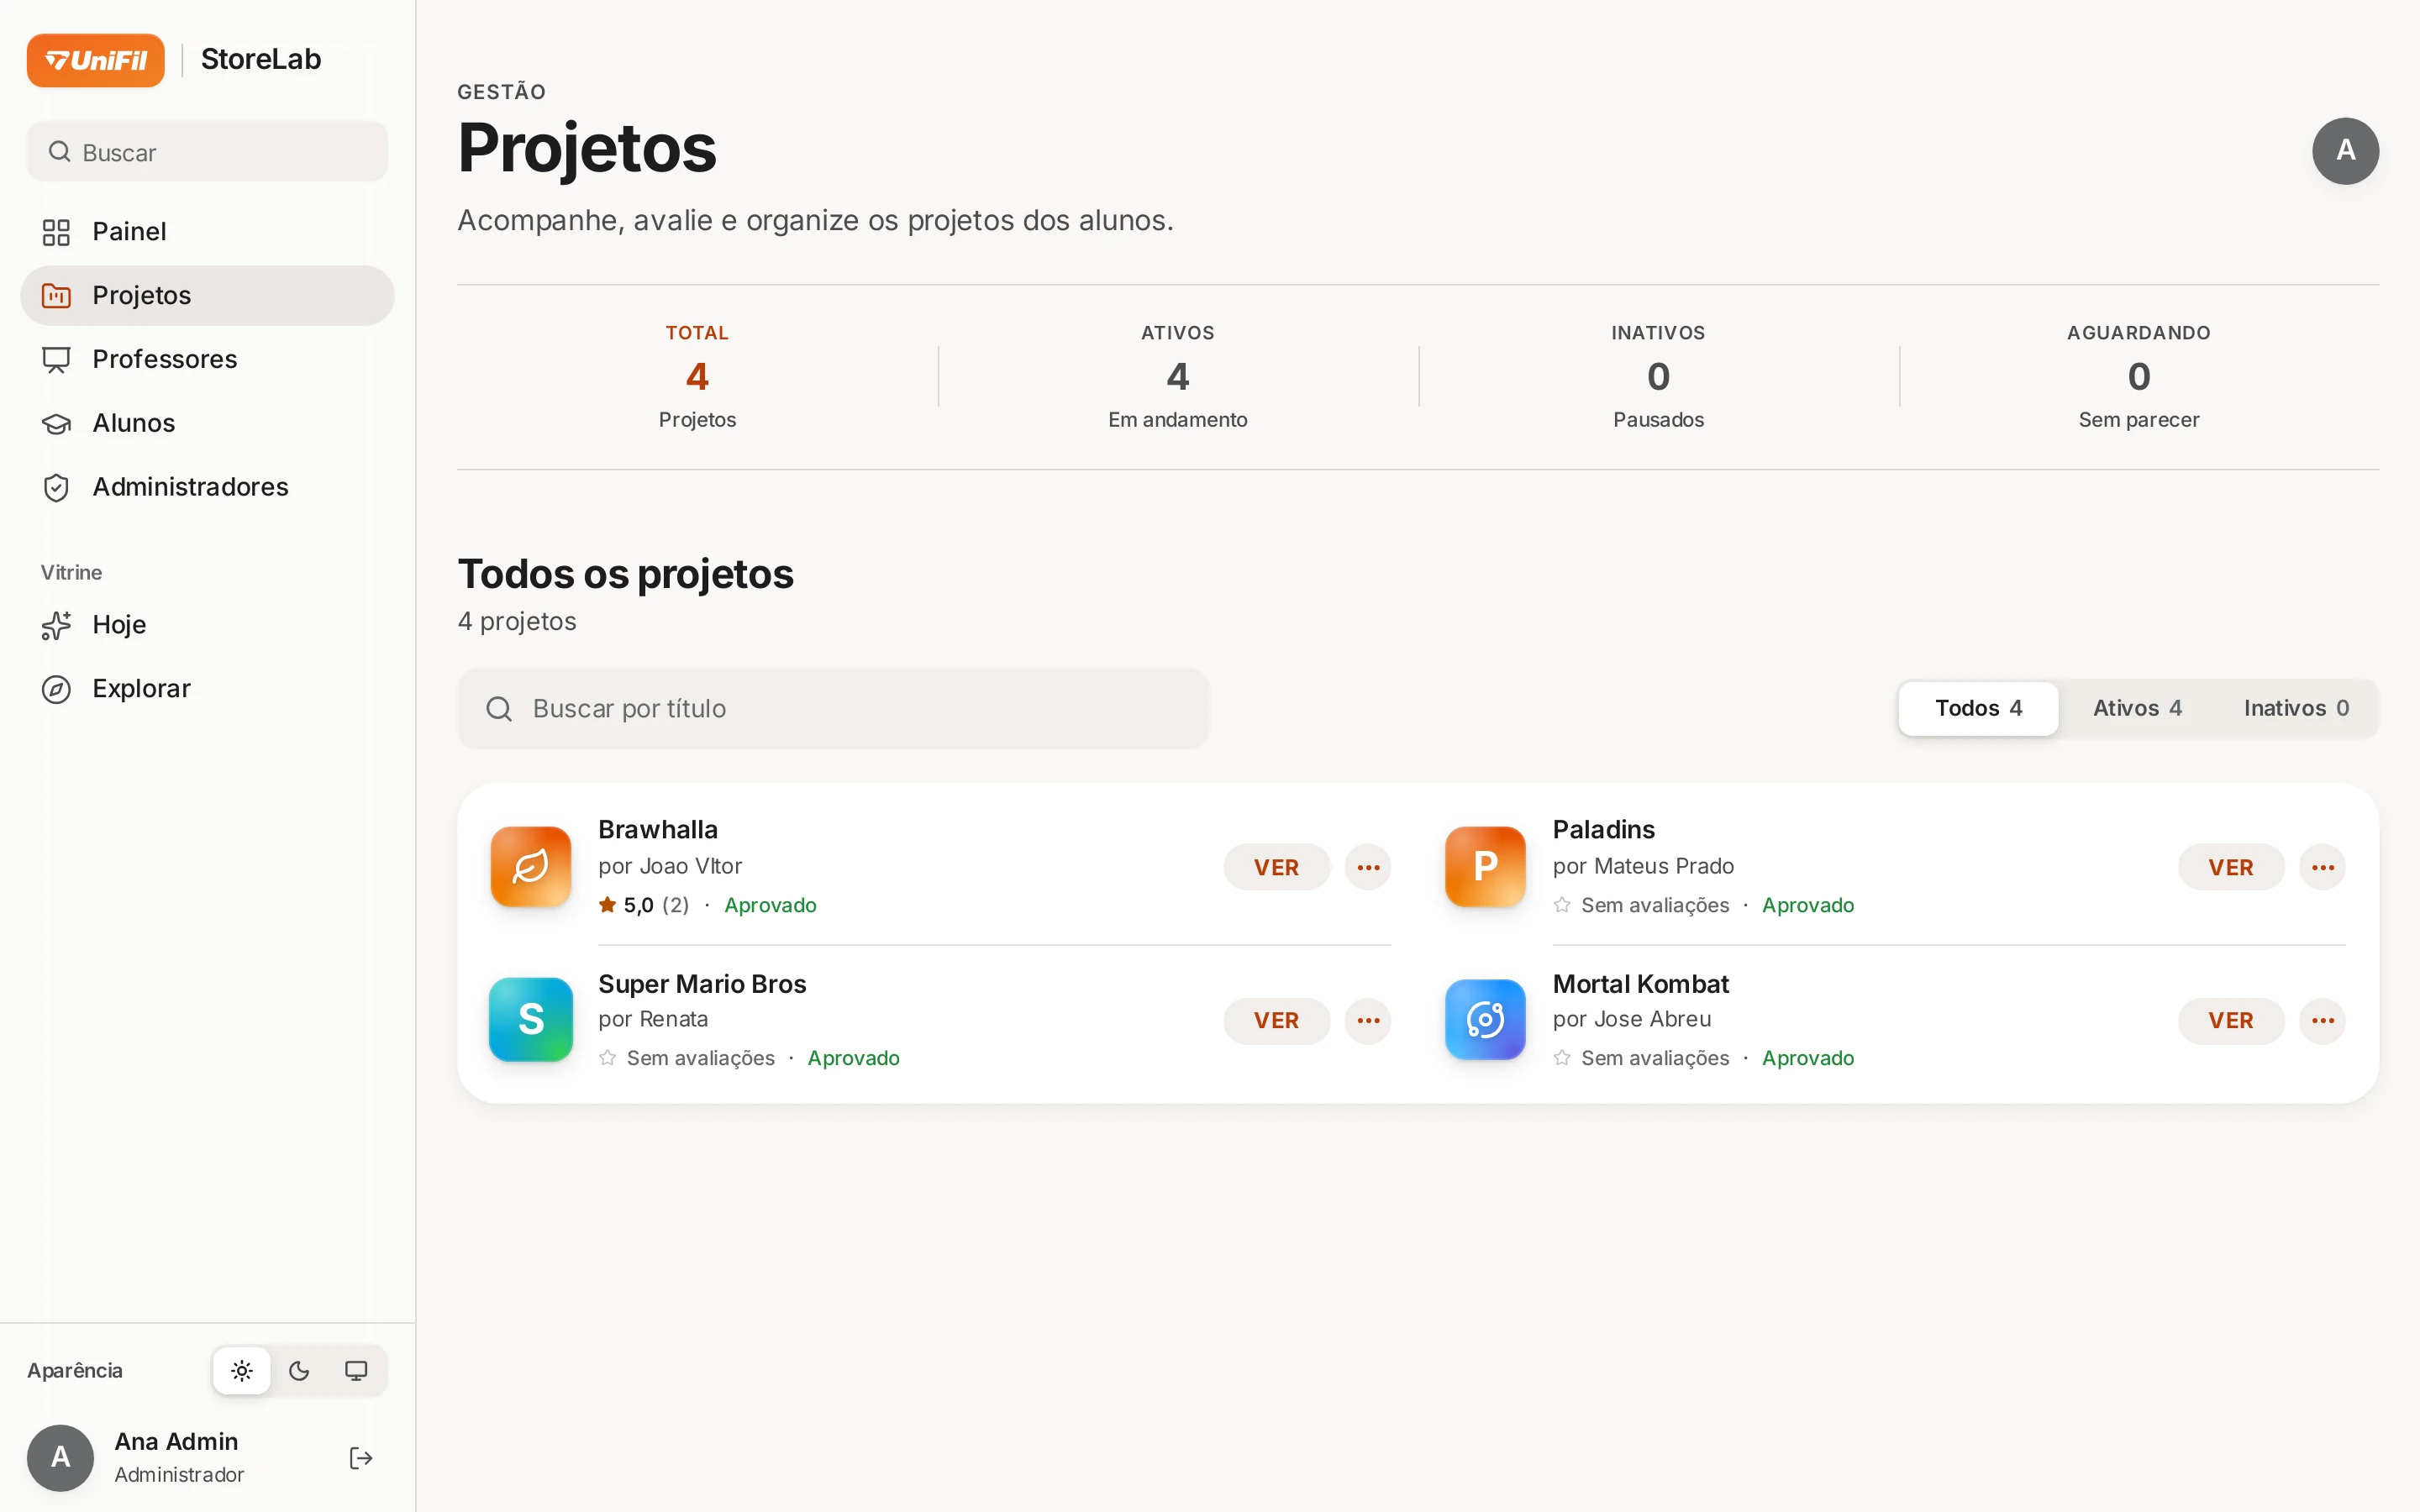 UniFil
StoreLab
Buscar
Painel
Projetos
Professores
Alunos
Administradores
Vitrine
Hoje
Explorar
Aparência
A
Ana Admin
Administrador
GESTÃO
Projetos
Acompanhe, avalie e organize os projetos dos alunos.
A
TOTAL
4
Projetos
ATIVOS
4
Em andamento
INATIVOS
0
Pausados
AGUARDANDO
0
Sem parecer
Todos os projetos
4 projetos
Buscar por título
Todos 4
Ativos 4
Inativos 0
Brawhalla
por Joao VItor
5,0 (2) · Aprovado
VER
P
Paladins
por Mateus Prado
Sem avaliações · Aprovado
VER
S
Super Mario Bros
por Renata
Sem avaliações · Aprovado
VER
Mortal Kombat
por Jose Abreu
Sem avaliações · Aprovado
VER